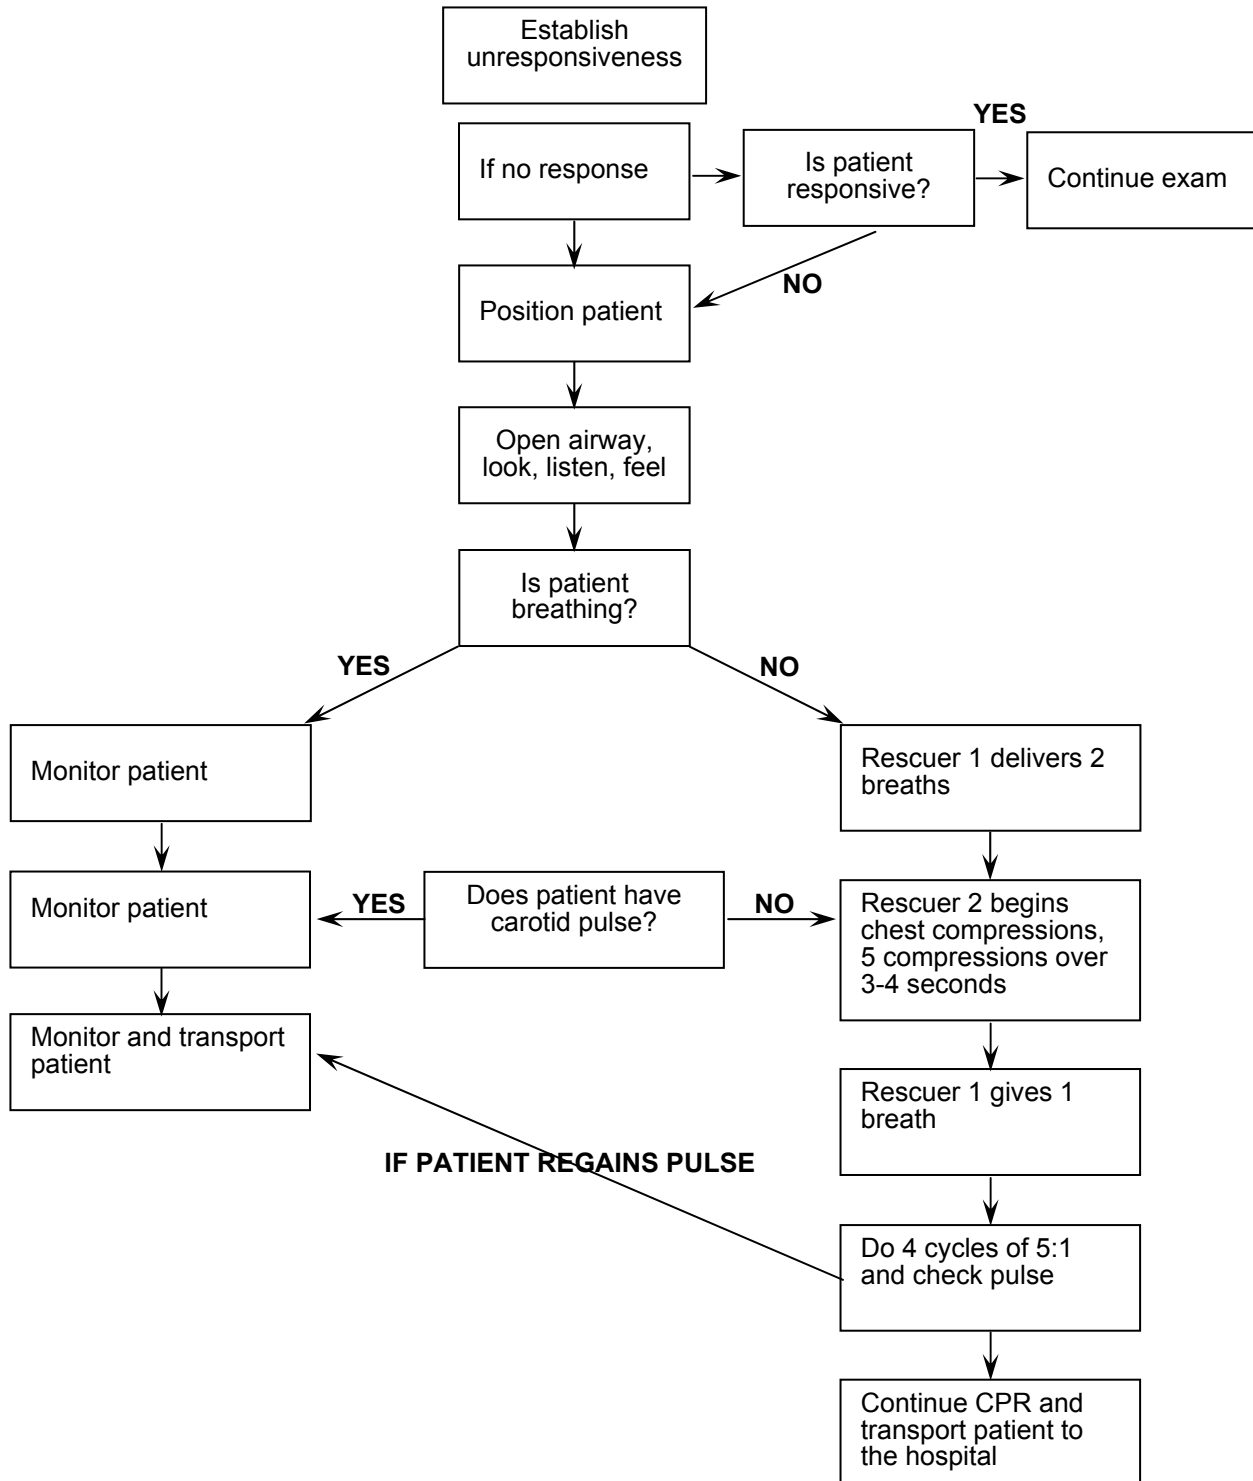 Establish
unresponsiveness
YES
If no response
Is patient
responsive?
Continue exam
NO
Position patient
Open airway,
look, listen, feel
Is patient
breathing?
YES
NO
Monitor patient
Rescuer 1 delivers 2
breaths
Monitor patient
YES
Does patient have
carotid pulse?
NO
Rescuer 2 begins
chest compressions,
5 compressions over
3-4 seconds
Monitor and transport
patient
Rescuer 1 gives 1
breath
IF PATIENT REGAINS PULSE
Do 4 cycles of 5:1
and check pulse
Continue CPR and
transport patient to
the hospital